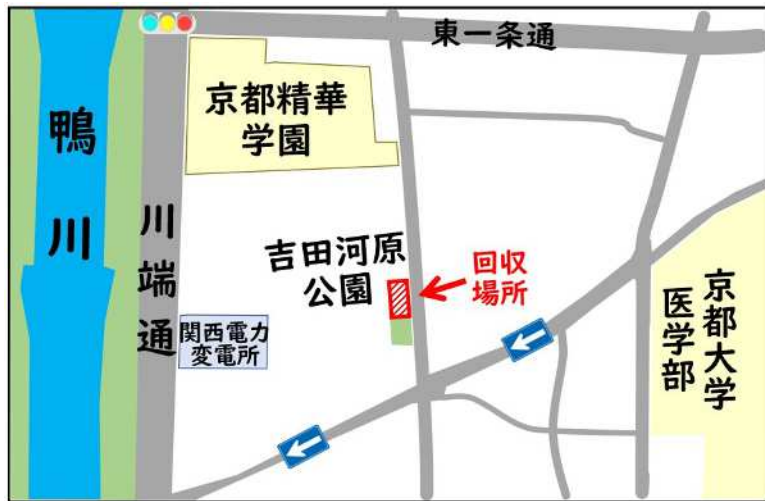 東一条通
京都精華
学園
鴨川
川端通
吉田河原
公園
回収
場所
関西電力
変電所
京都大学
医学部